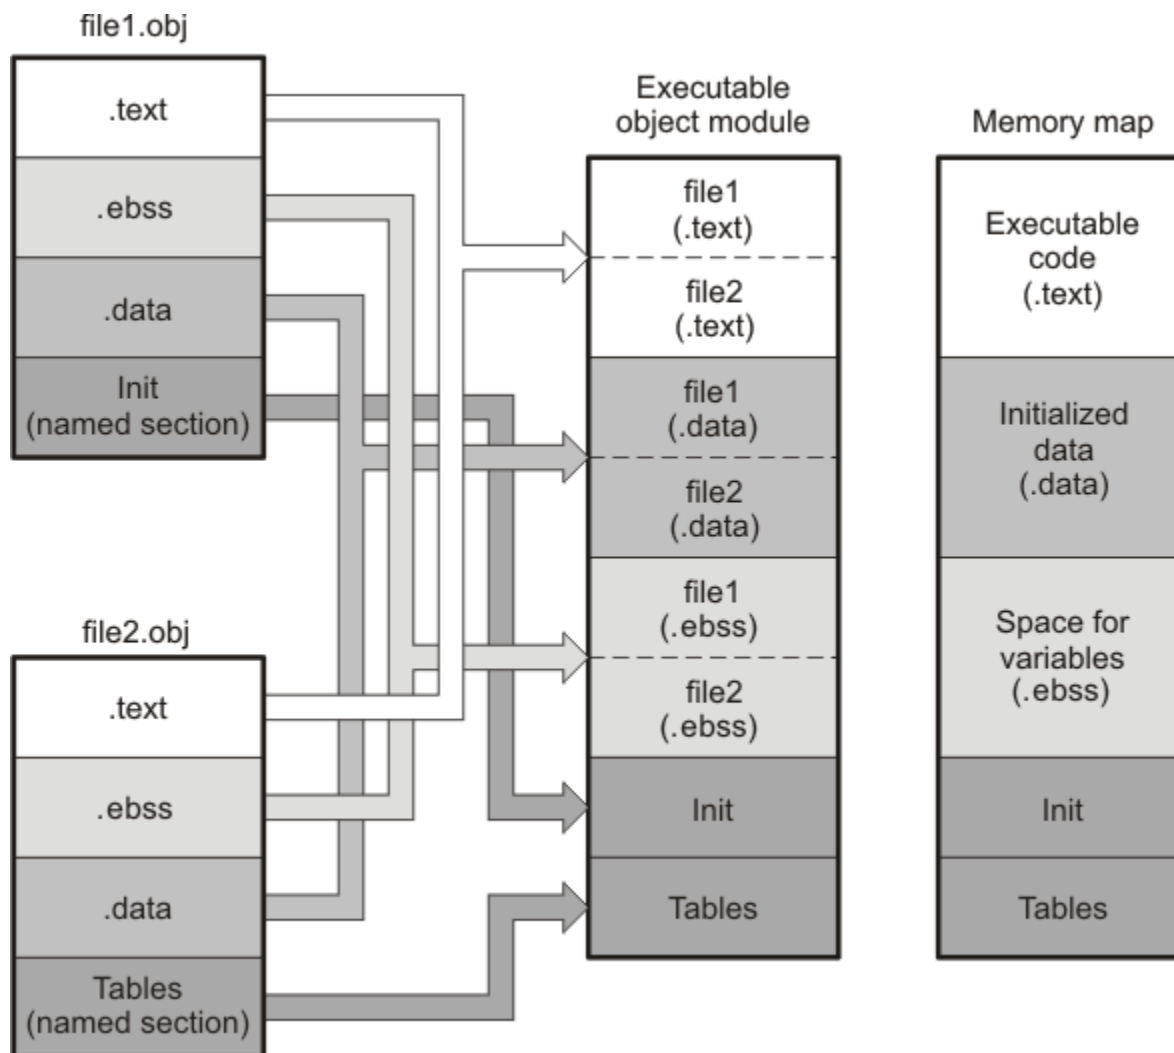 file1.obj
.text
.ebss
.data
Init
(named section)
file2.obj
.text
.ebss
.data
Tables
(named section)
Executable
object module
file1
(.text)
file2
(.text)
file1
(.data)
file2
(.data)
file1
(.ebss)
file2
(.ebss)
Init
Tables
Memory map
Executable
code
(.text)
Initialized
data
(.data)
Space for
variables
(.ebss)
Init
Tables